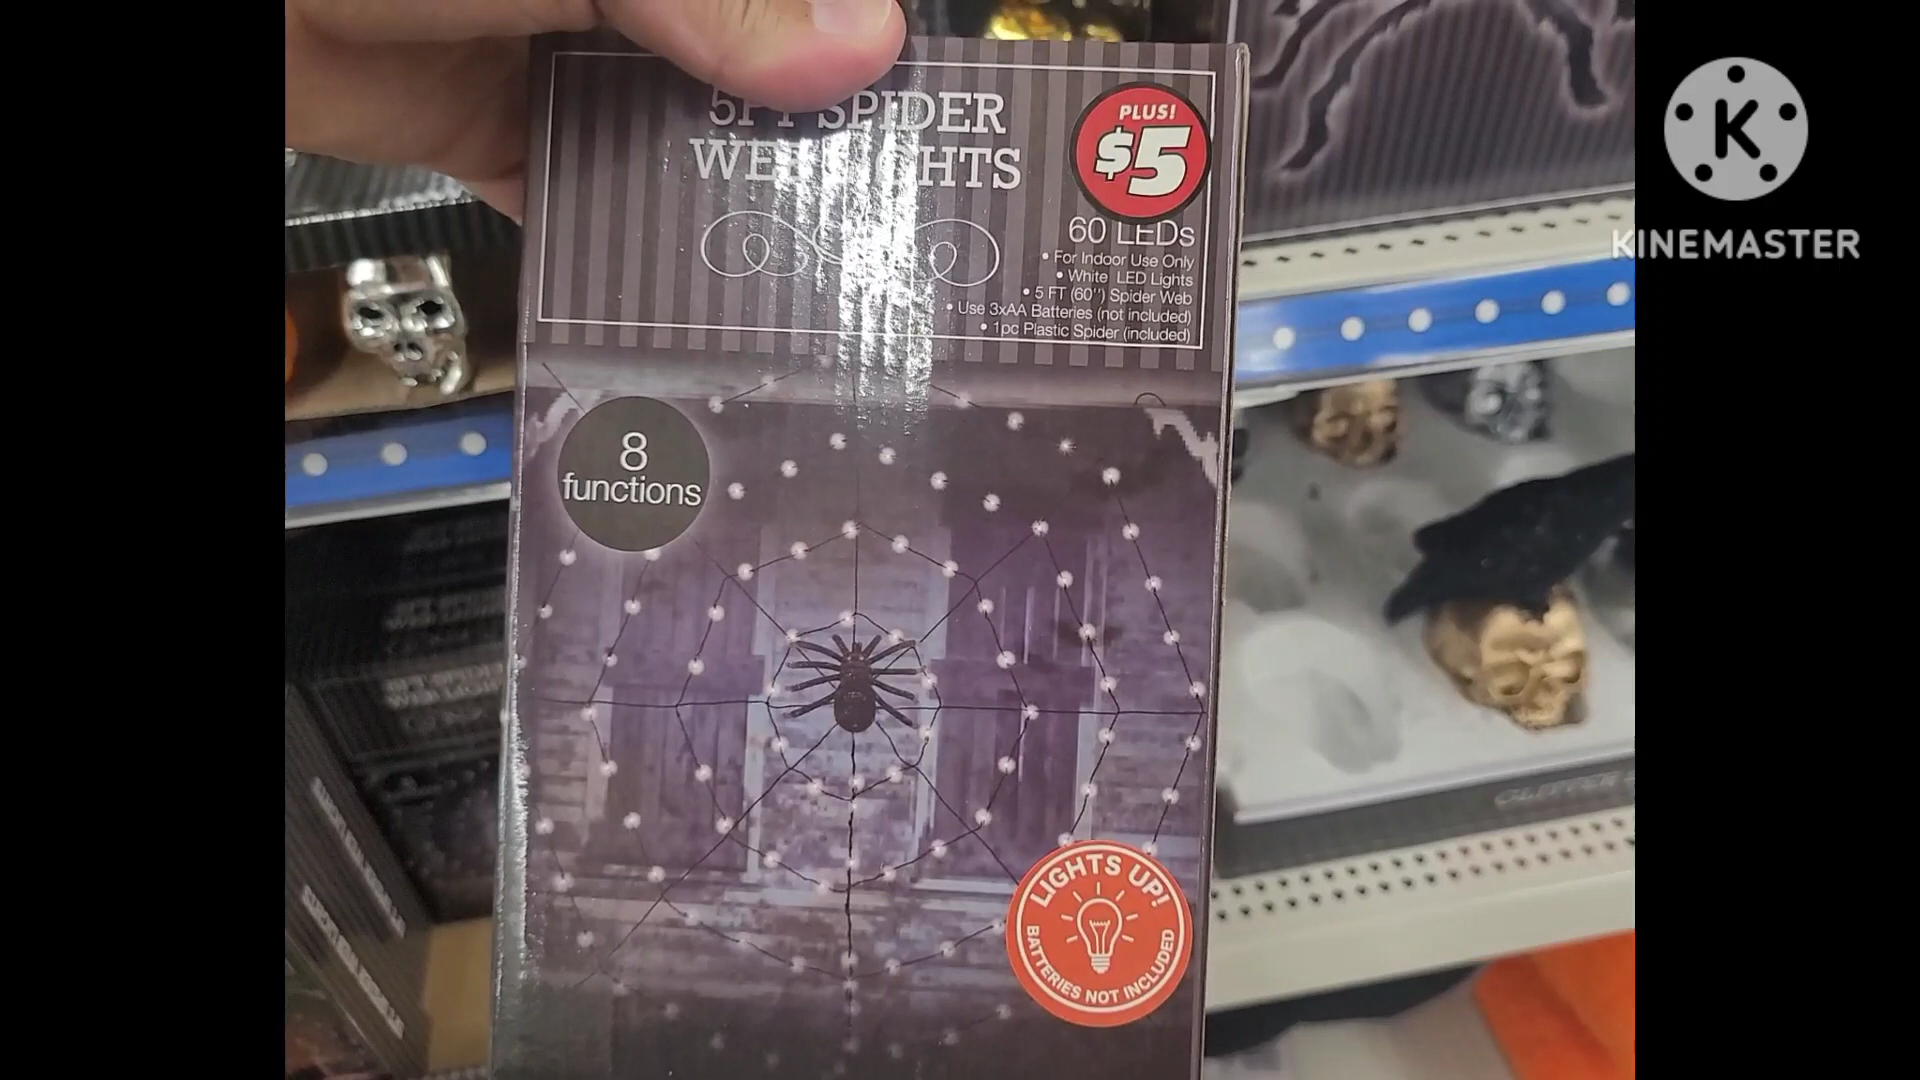 5FT SPIDER
WEB LIGHTS
PLUS!
$5
60 LEDs
• For Indoor Use Only
• White LED Lights
• 5 FT (60'') Spider Web
• Use 3xAA Batteries (not included)
• 1pc Plastic Spider (included)
8
functions
LIGHTS UP!
BATTERIES NOT INCLUDED
K
KINEMASTER